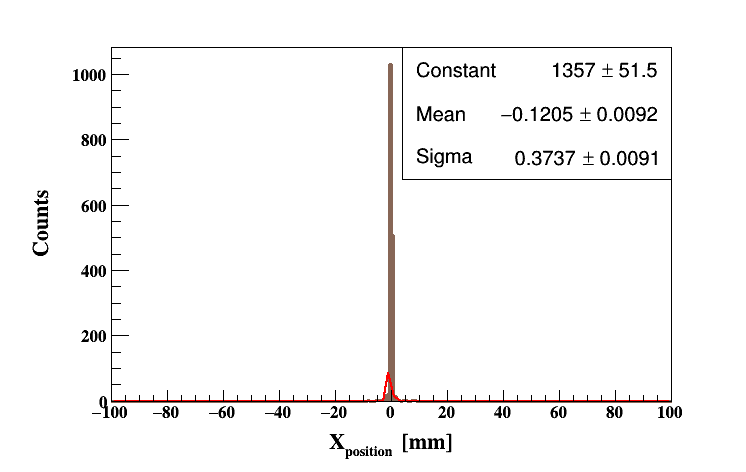 Constant 1357 ± 51.5
Mean −0.1205 ± 0.0092
Sigma 0.3737 ± 0.0091
Counts
1000
800
600
400
200
0
−100 −80 −60 −40 −20 0 20 40 60 80 100
Xposition [mm]